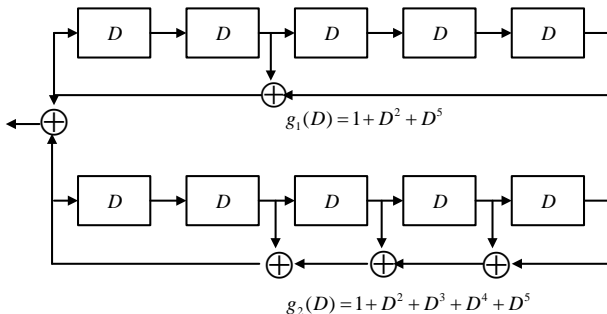 D D D D D
g₁(D) = 1 + D² + D⁵
D D D D D
g₂(D) = 1 + D² + D³ + D⁴ + D⁵